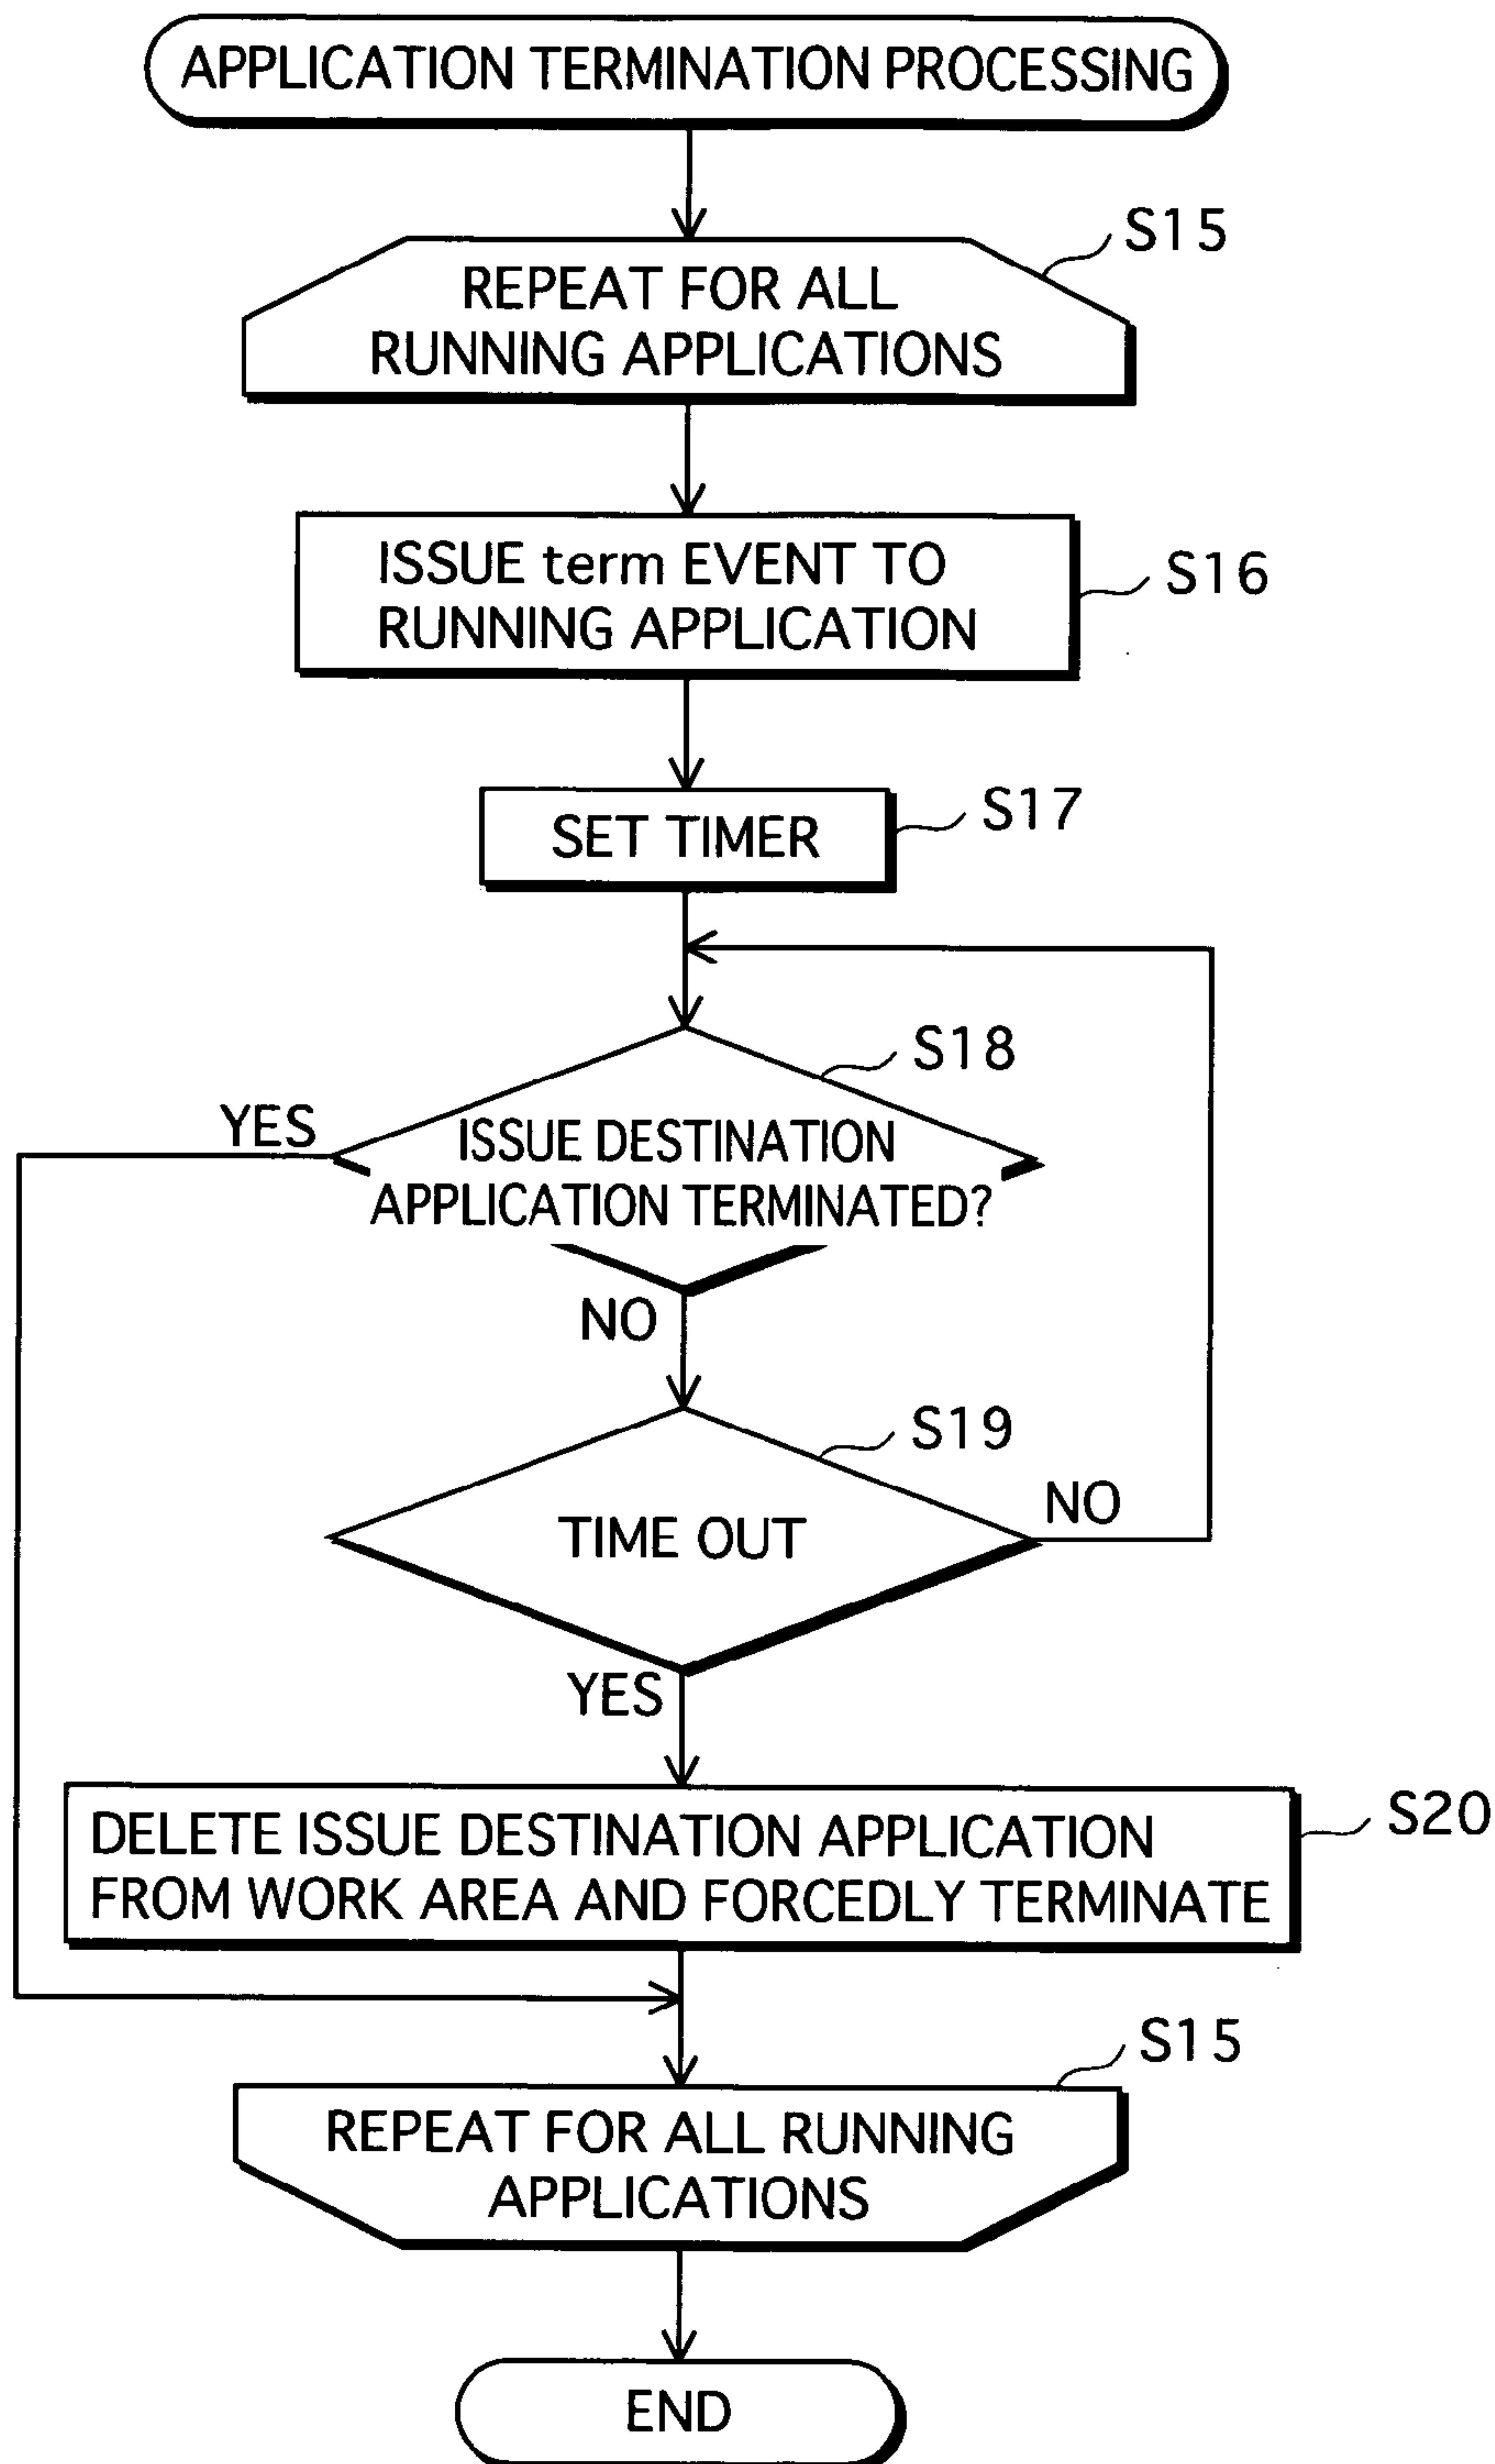 APPLICATION TERMINATION PROCESSING
S15
REPEAT FOR ALL
RUNNING APPLICATIONS
ISSUE term EVENT TO
RUNNING APPLICATION
S16
SET TIMER
S17
S18
YES
ISSUE DESTINATION
APPLICATION TERMINATED?
NO
S19
NO
TIME OUT
YES
DELETE ISSUE DESTINATION APPLICATION
FROM WORK AREA AND FORCEDLY TERMINATE
S20
S15
REPEAT FOR ALL RUNNING
APPLICATIONS
END